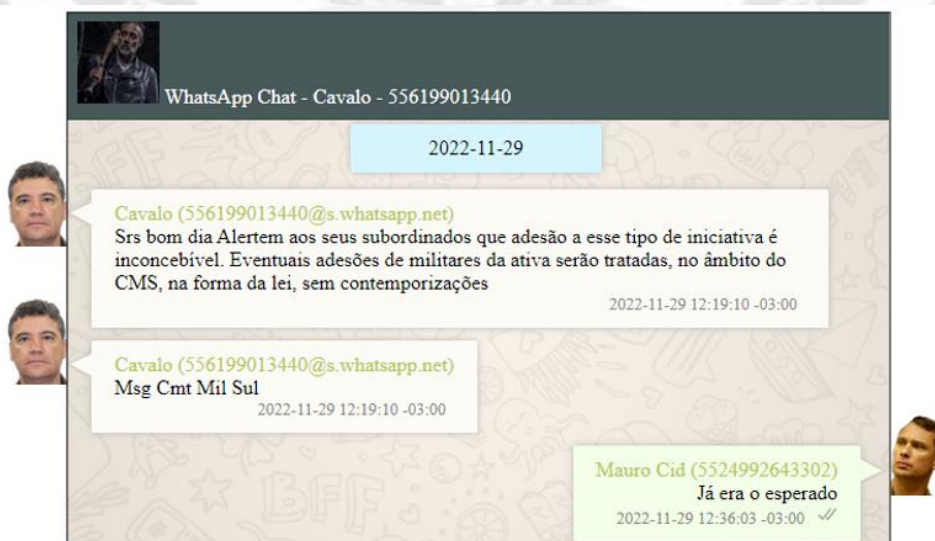 WhatsApp Chat - Cavalo - 556199013440
2022-11-29
Cavalo (556199013440@s.whatsapp.net)
Srs bom dia Alertem aos seus subordinados que adesão a esse tipo de iniciativa é
inconcebível. Eventuais adesões de militares da ativa serão tratadas, no âmbito do
CMS, na forma da lei, sem contemporizações
2022-11-29 12:19:10 -03:00
Cavalo (556199013440@s.whatsapp.net)
Msg Cmt Mil Sul
2022-11-29 12:19:10 -03:00
Mauro Cid (5524992643302)
Já era o esperado
2022-11-29 12:36:03 -03:00
BFF